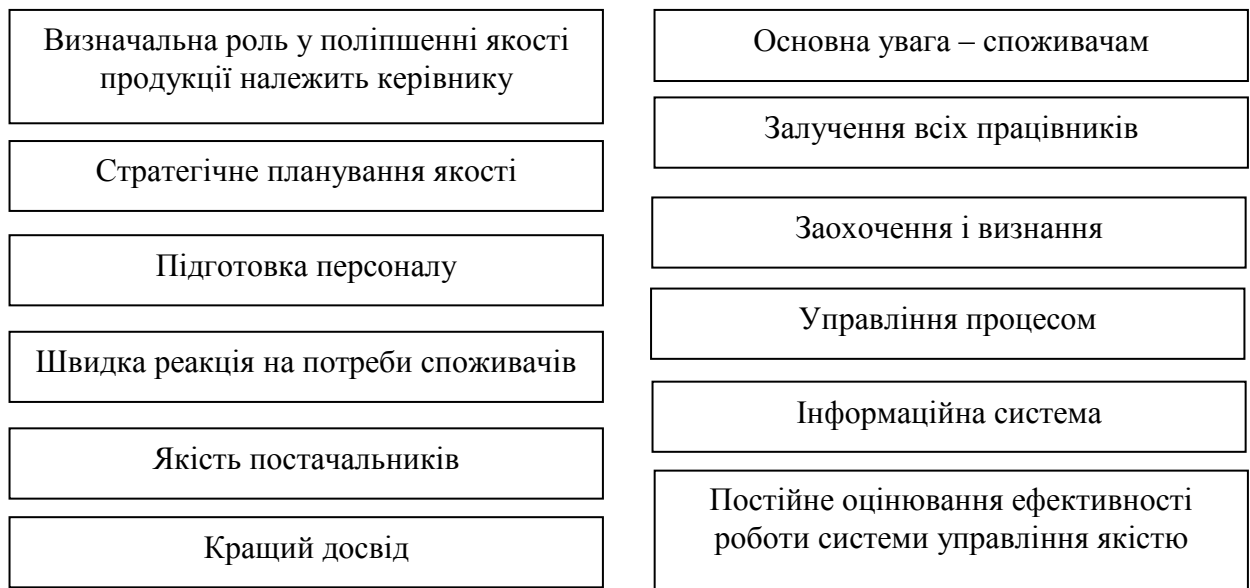 Визначальна роль у поліпшенні якості
продукції належить керівнику
Стратегічне планування якості
Підготовка персоналу
Швидка реакція на потреби споживачів
Якість постачальників
Кращий досвід
Основна увага – споживачам
Залучення всіх працівників
Заохочення і визнання
Управління процесом
Інформаційна система
Постійне оцінювання ефективності
роботи системи управління якістю